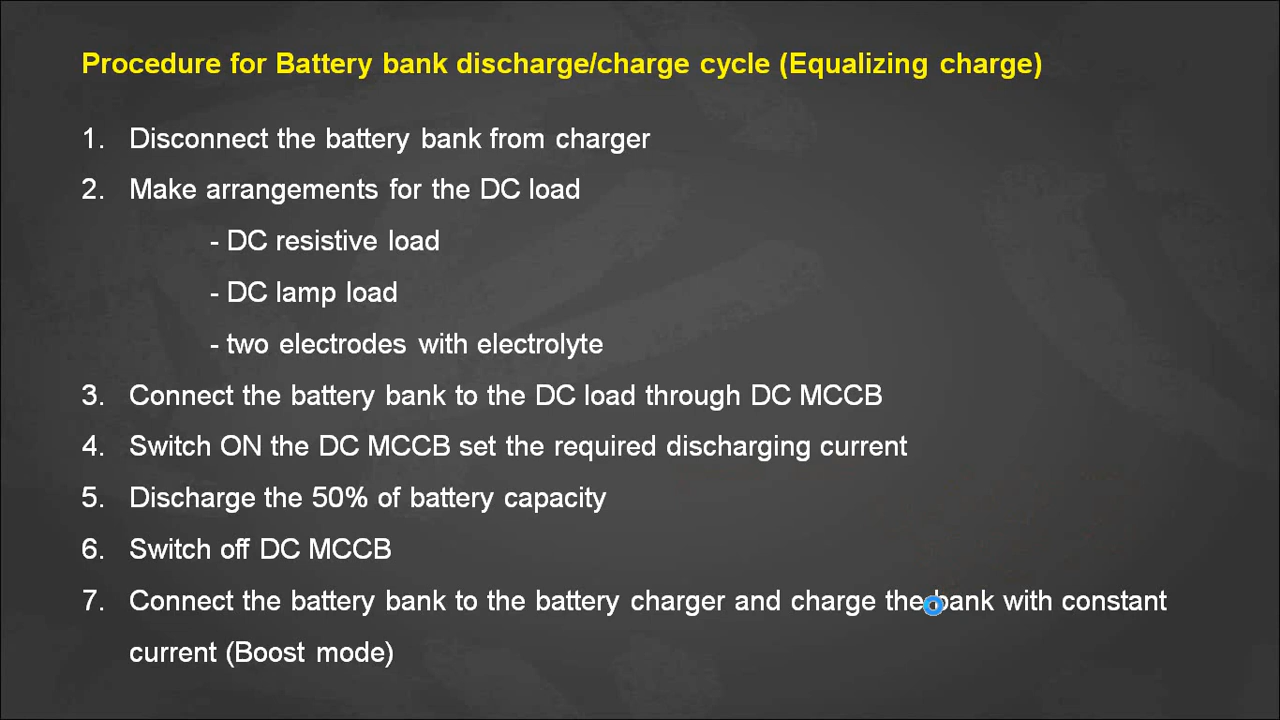 Procedure for Battery bank discharge/charge cycle (Equalizing charge)
1. Disconnect the battery bank from charger
2. Make arrangements for the DC load
- DC resistive load
- DC lamp load
- two electrodes with electrolyte
3. Connect the battery bank to the DC load through DC MCCB
4. Switch ON the DC MCCB set the required discharging current
5. Discharge the 50% of battery capacity
6. Switch off DC MCCB
7. Connect the battery bank to the battery charger and charge the bank with constant
current (Boost mode)